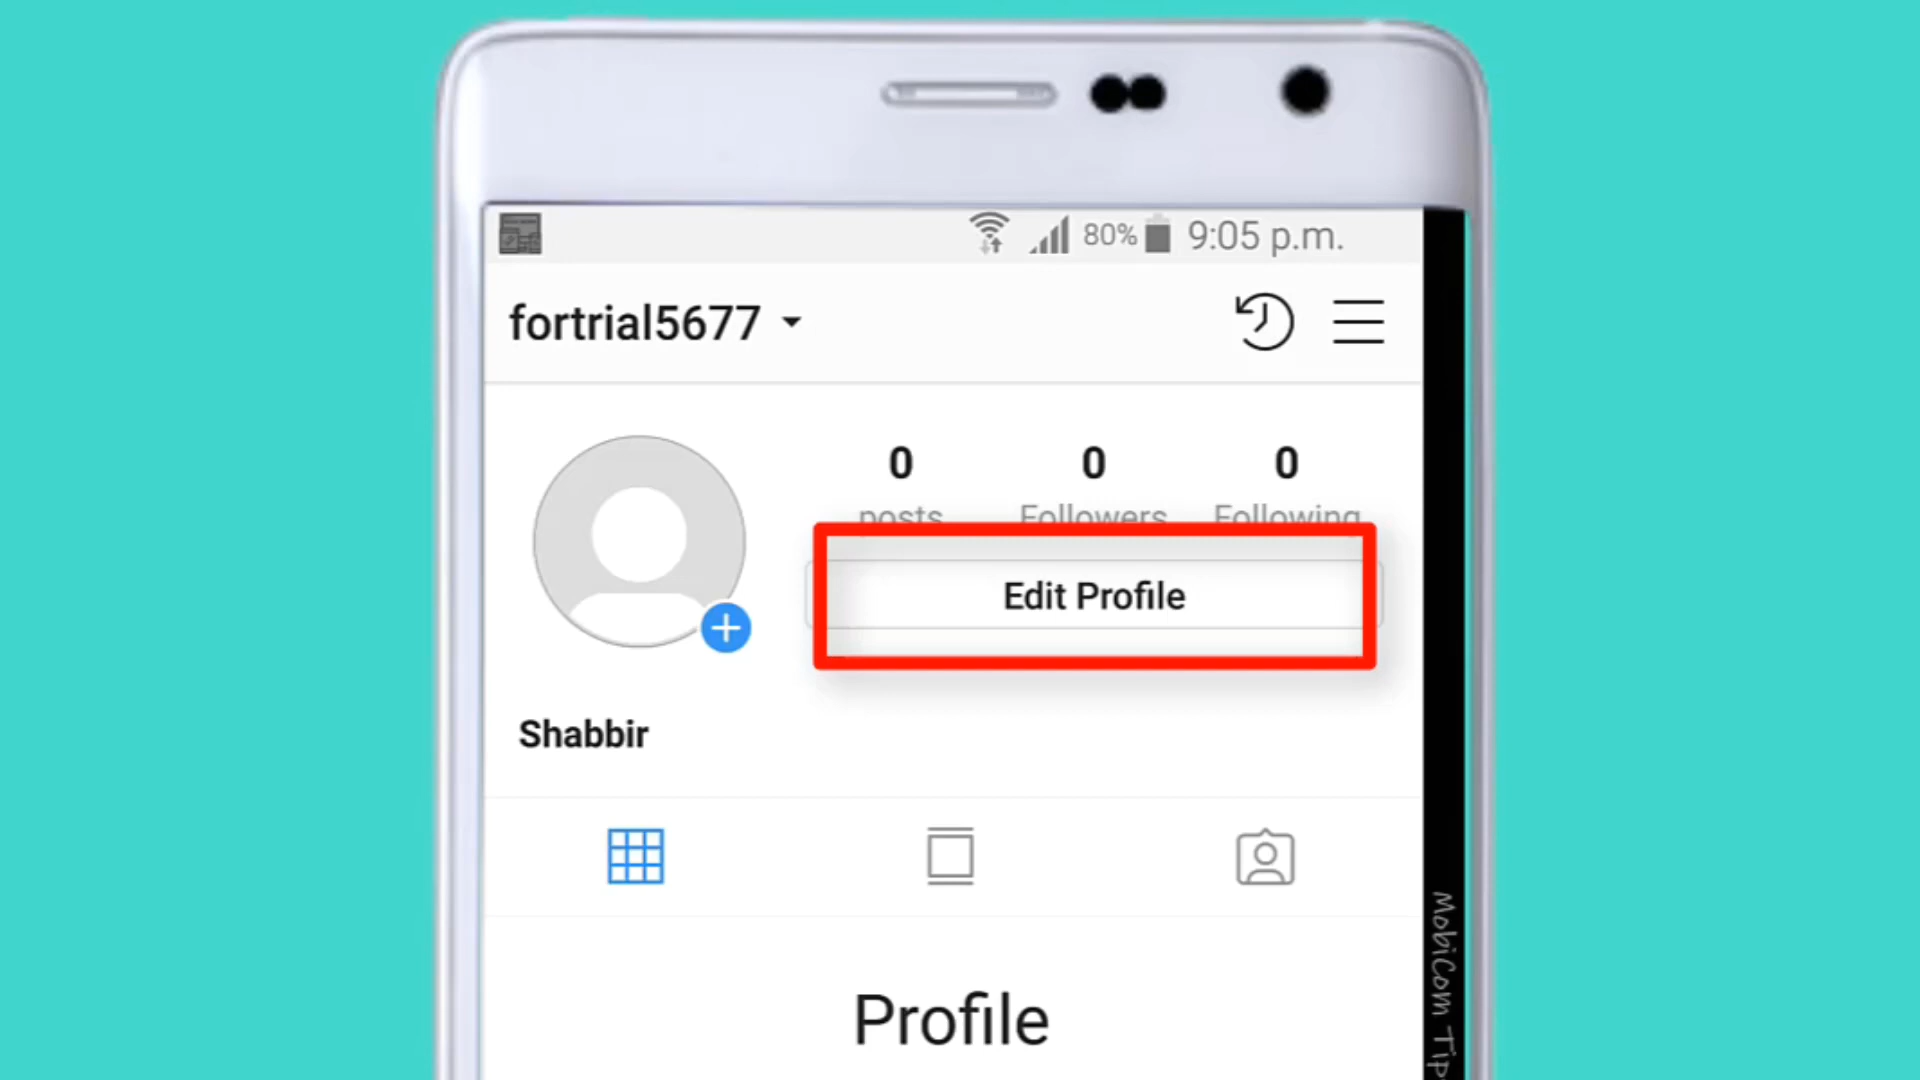 80% 9:05 p.m.
fortrial5677
0 0 0
posts Followers Following
Edit Profile
Shabbir
Profile
MobiCom Tip